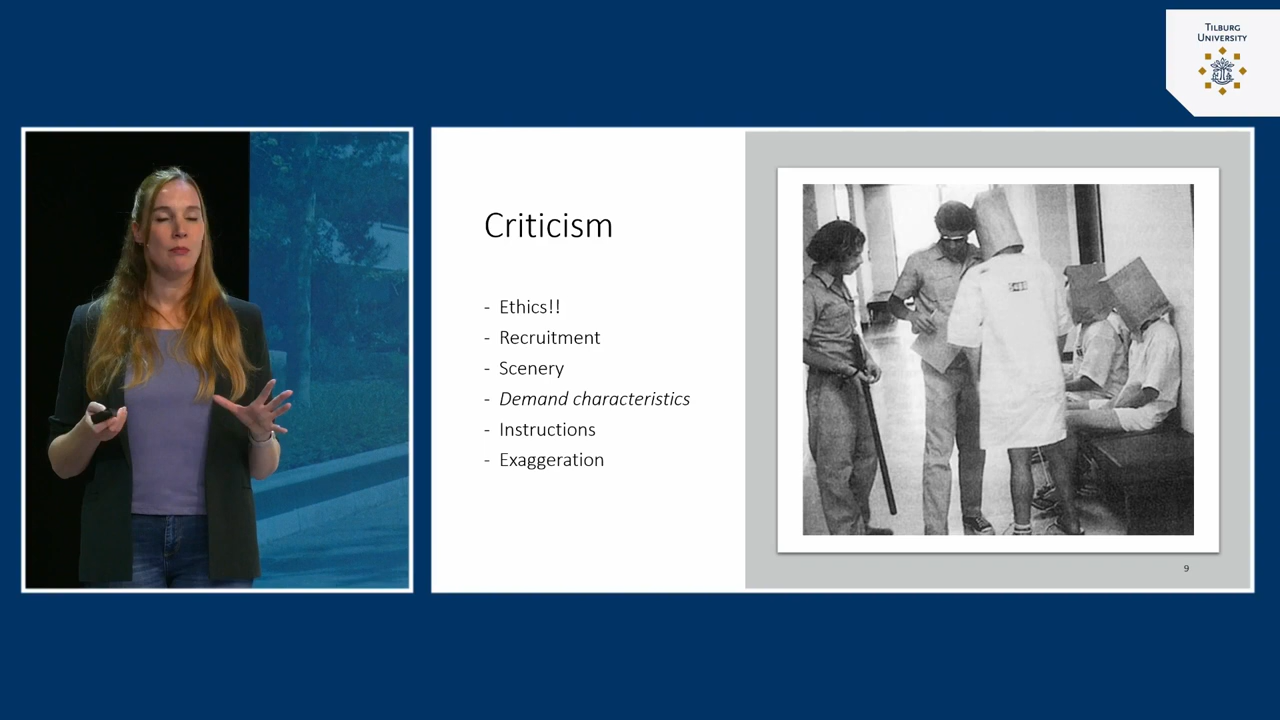 TILBURG
UNIVERSITY
Criticism
- Ethics!!
- Recruitment
- Scenery
- Demand characteristics
- Instructions
- Exaggeration
9